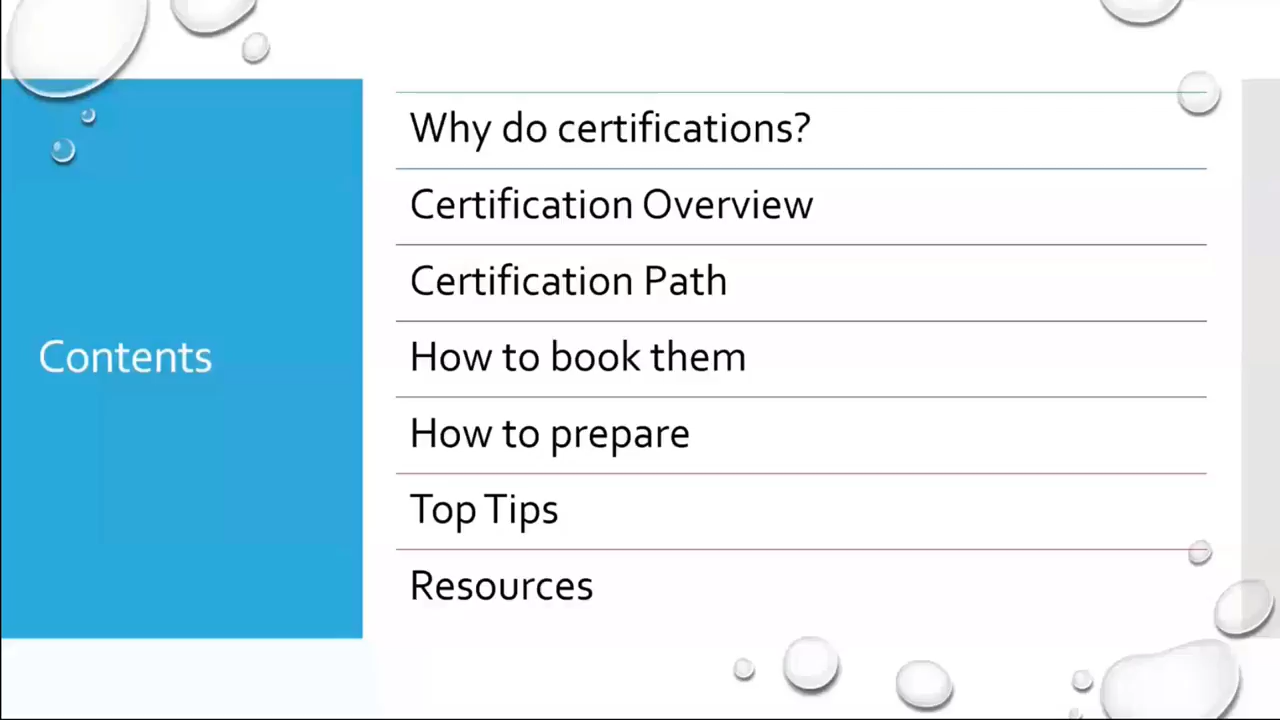 Contents
Why do certifications?
Certification Overview
Certification Path
How to book them
How to prepare
Top Tips
Resources